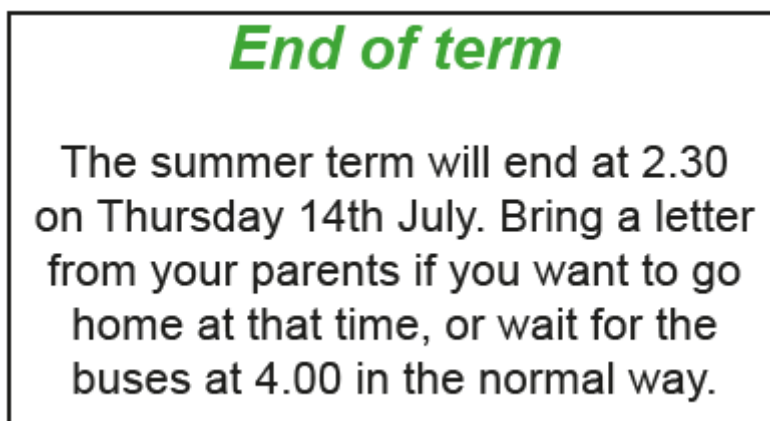 End of term
The summer term will end at 2.30
on Thursday 14th July. Bring a letter
from your parents if you want to go
home at that time, or wait for the
buses at 4.00 in the normal way.